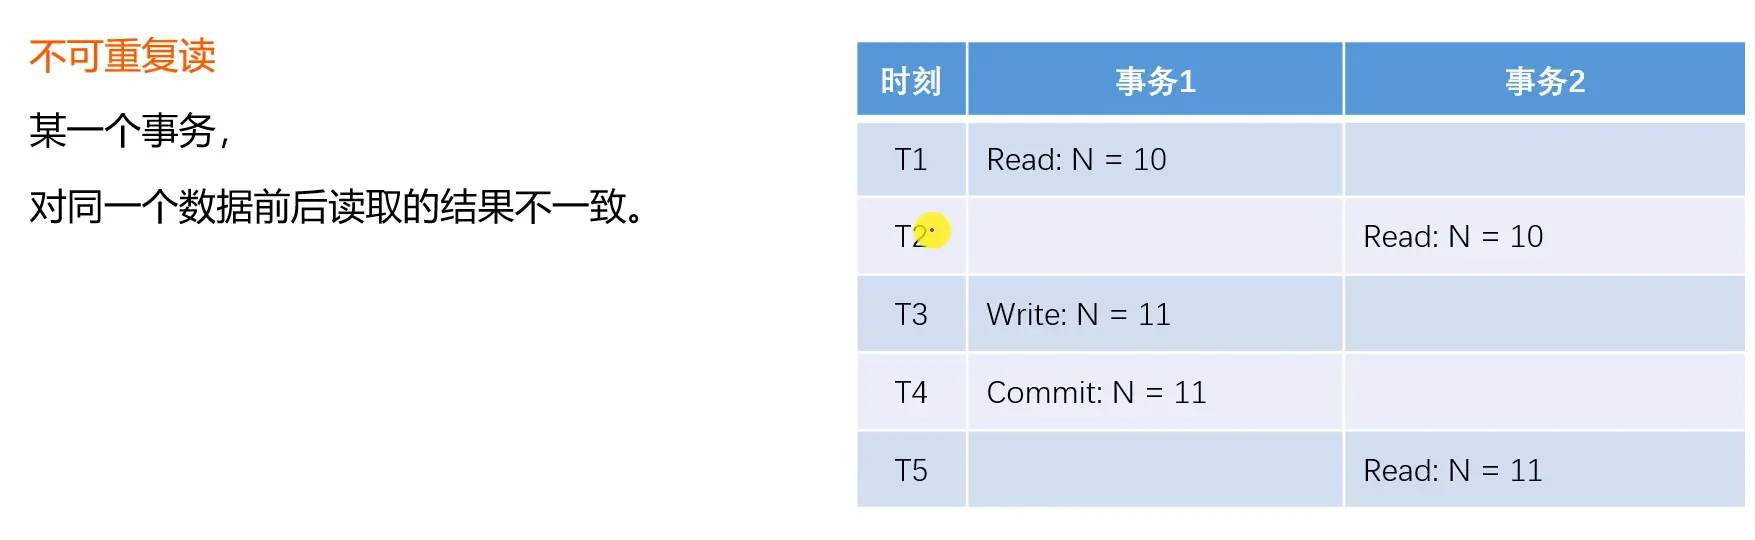 不可重复读
某一个事务，
对同一个数据前后读取的结果不一致。
时刻 事务1 事务2
T1 Read: N = 10
T2 Read: N = 10
T3 Write: N = 11
T4 Commit: N = 11
T5 Read: N = 11